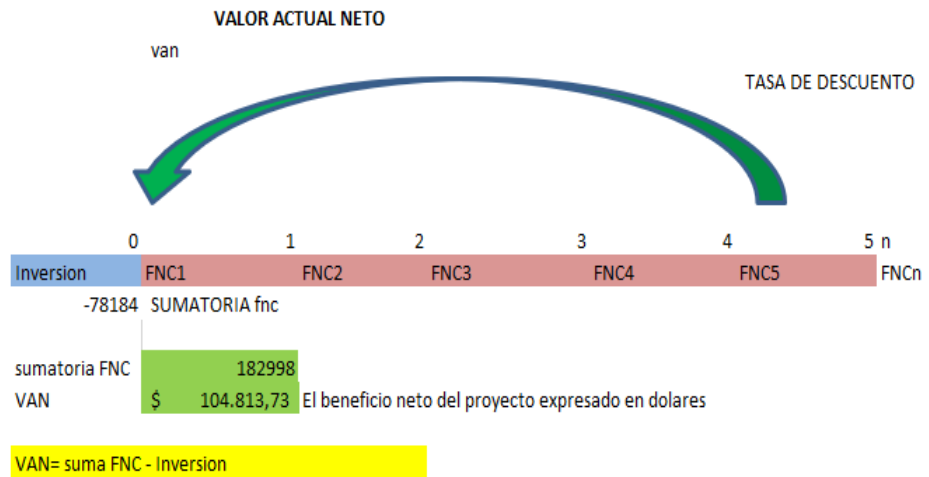 VALOR ACTUAL NETO
van
TASA DE DESCUENTO
0 1 2 3 4 5 n
Inversion FNC1 FNC2 FNC3 FNC4 FNC5 FNCn
-78184 SUMATORIA fnc
sumatoria FNC 182998
VAN $ 104.813,73 El beneficio neto del proyecto expresado en dolares
VAN= suma FNC - Inversion